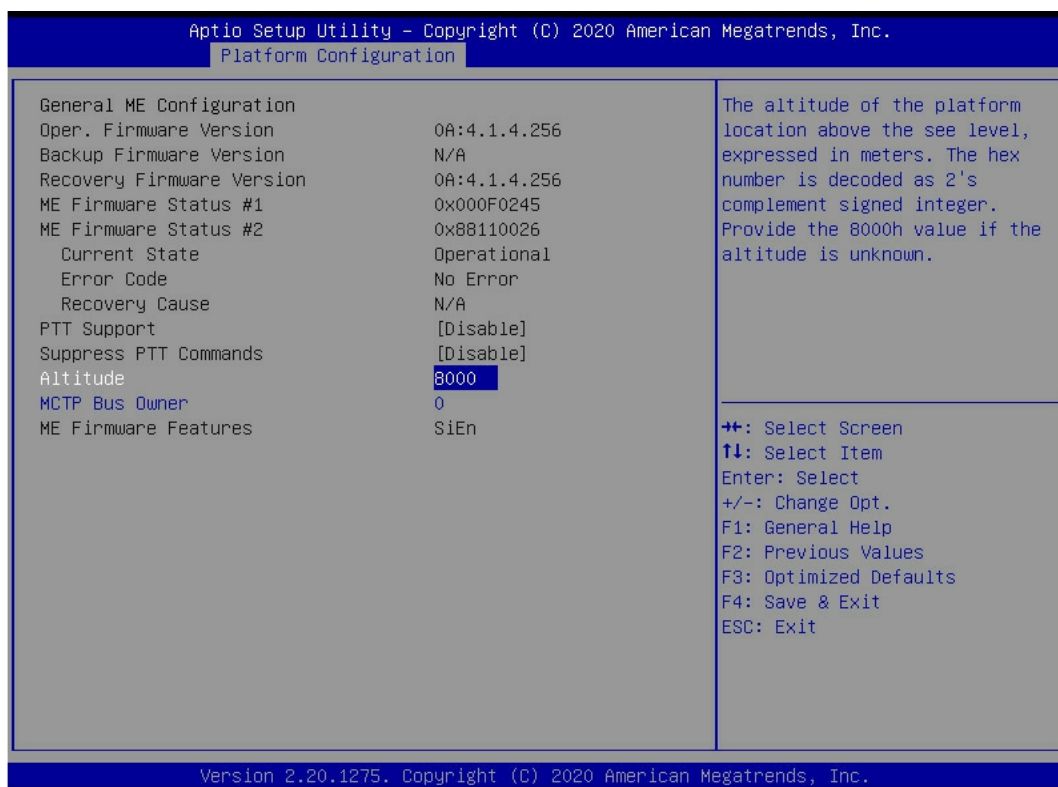 Aptio Setup Utility – Copyright (C) 2020 American Megatrends, Inc.
Platform Configuration
General ME Configuration
Oper. Firmware Version 0A:4.1.4.256
Backup Firmware Version N/A
Recovery Firmware Version 0A:4.1.4.256
ME Firmware Status #1 0x000F0245
ME Firmware Status #2 0x88110026
Current State Operational
Error Code No Error
Recovery Cause N/A
PTT Support [Disable]
Suppress PTT Commands [Disable]
Altitude 8000
MCTP Bus Owner 0
ME Firmware Features SiEn
The altitude of the platform
location above the see level,
expressed in meters. The hex
number is decoded as 2's
complement signed integer.
Provide the 8000h value if the
altitude is unknown.
→←: Select Screen
↑↓: Select Item
Enter: Select
+/-: Change Opt.
F1: General Help
F2: Previous Values
F3: Optimized Defaults
F4: Save & Exit
ESC: Exit
Version 2.20.1275. Copyright (C) 2020 American Megatrends, Inc.